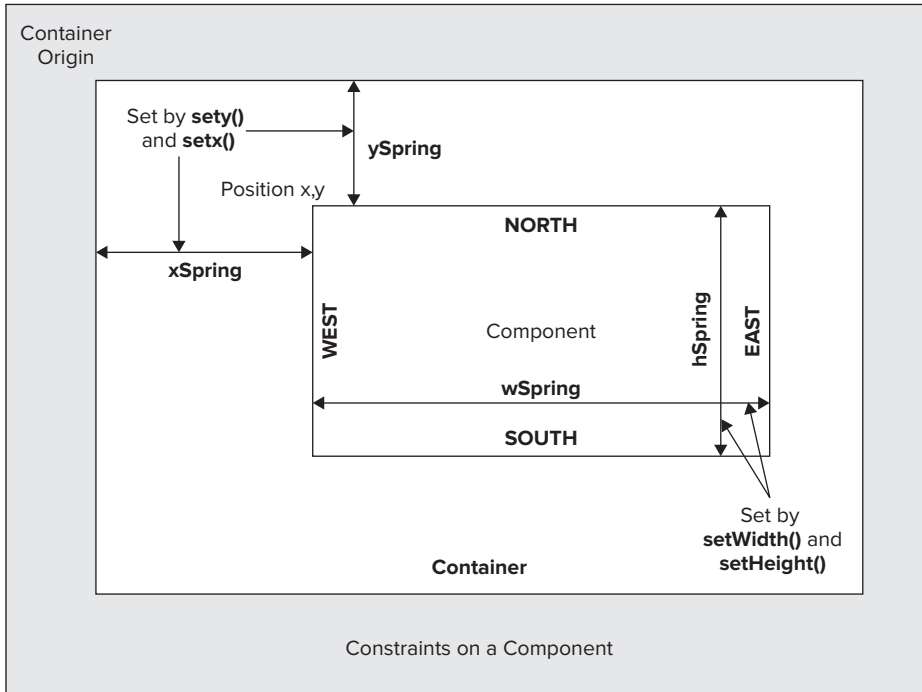 Container
Origin
Set by sety()
and setx()
ySpring
Position x,y
NORTH
xSpring
WEST
Component
hSpring
EAST
wSpring
SOUTH
Set by
setWidth() and
setHeight()
Container
Constraints on a Component